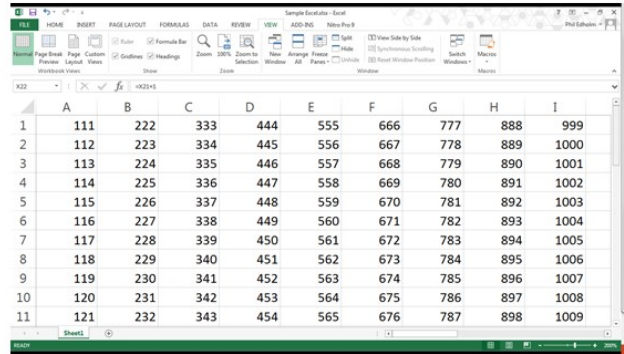 Sample Excel.xlsx - Excel
FILE HOME INSERT PAGE LAYOUT FORMULAS DATA REVIEW VIEW ADD-INS Nitro Pro 9 Phil Edholm
Ruler Formula Bar Split View Side by Side
Gridlines Headings Hide Synchronous Scrolling
Unhide Reset Window Position
Normal Page Break Preview Page Layout Custom Views Zoom 100% Zoom to Selection New Window Arrange All Freeze Panes Switch Windows Macros
Workbook Views Show Zoom Window Macros
X22 fx =X21+1
A B C D E F G H I
1 111 222 333 444 555 666 777 888 999
2 112 223 334 445 556 667 778 889 1000
3 113 224 335 446 557 668 779 890 1001
4 114 225 336 447 558 669 780 891 1002
5 115 226 337 448 559 670 781 892 1003
6 116 227 338 449 560 671 782 893 1004
7 117 228 339 450 561 672 783 894 1005
8 118 229 340 451 562 673 784 895 1006
9 119 230 341 452 563 674 785 896 1007
10 120 231 342 453 564 675 786 897 1008
11 121 232 343 454 565 676 787 898 1009
Sheet1
READY 200%